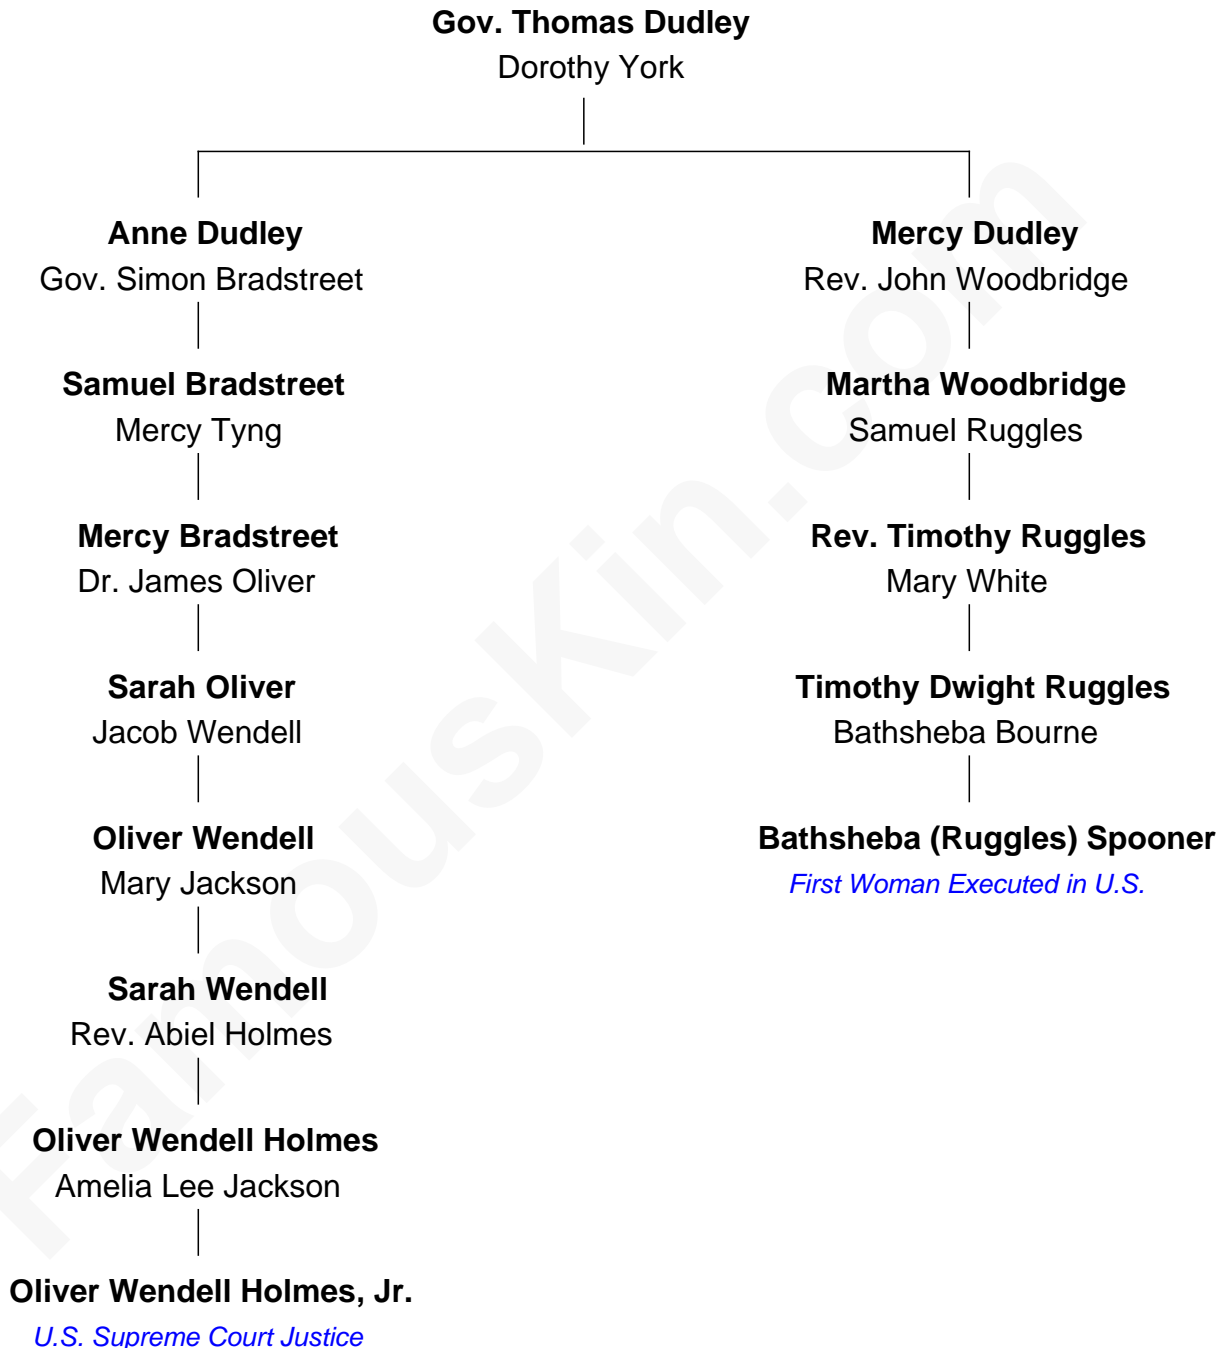 Gov. Thomas Dudley
Dorothy York
Anne Dudley
Gov. Simon Bradstreet
Samuel Bradstreet
Mercy Tyng
Mercy Bradstreet
Dr. James Oliver
Sarah Oliver
Jacob Wendell
Oliver Wendell
Mary Jackson
Sarah Wendell
Rev. Abiel Holmes
Oliver Wendell Holmes
Amelia Lee Jackson
Oliver Wendell Holmes, Jr.
U.S. Supreme Court Justice
Mercy Dudley
Rev. John Woodbridge
Martha Woodbridge
Samuel Ruggles
Rev. Timothy Ruggles
Mary White
Timothy Dwight Ruggles
Bathsheba Bourne
Bathsheba (Ruggles) Spooner
First Woman Executed in U.S.
FamousKin.com